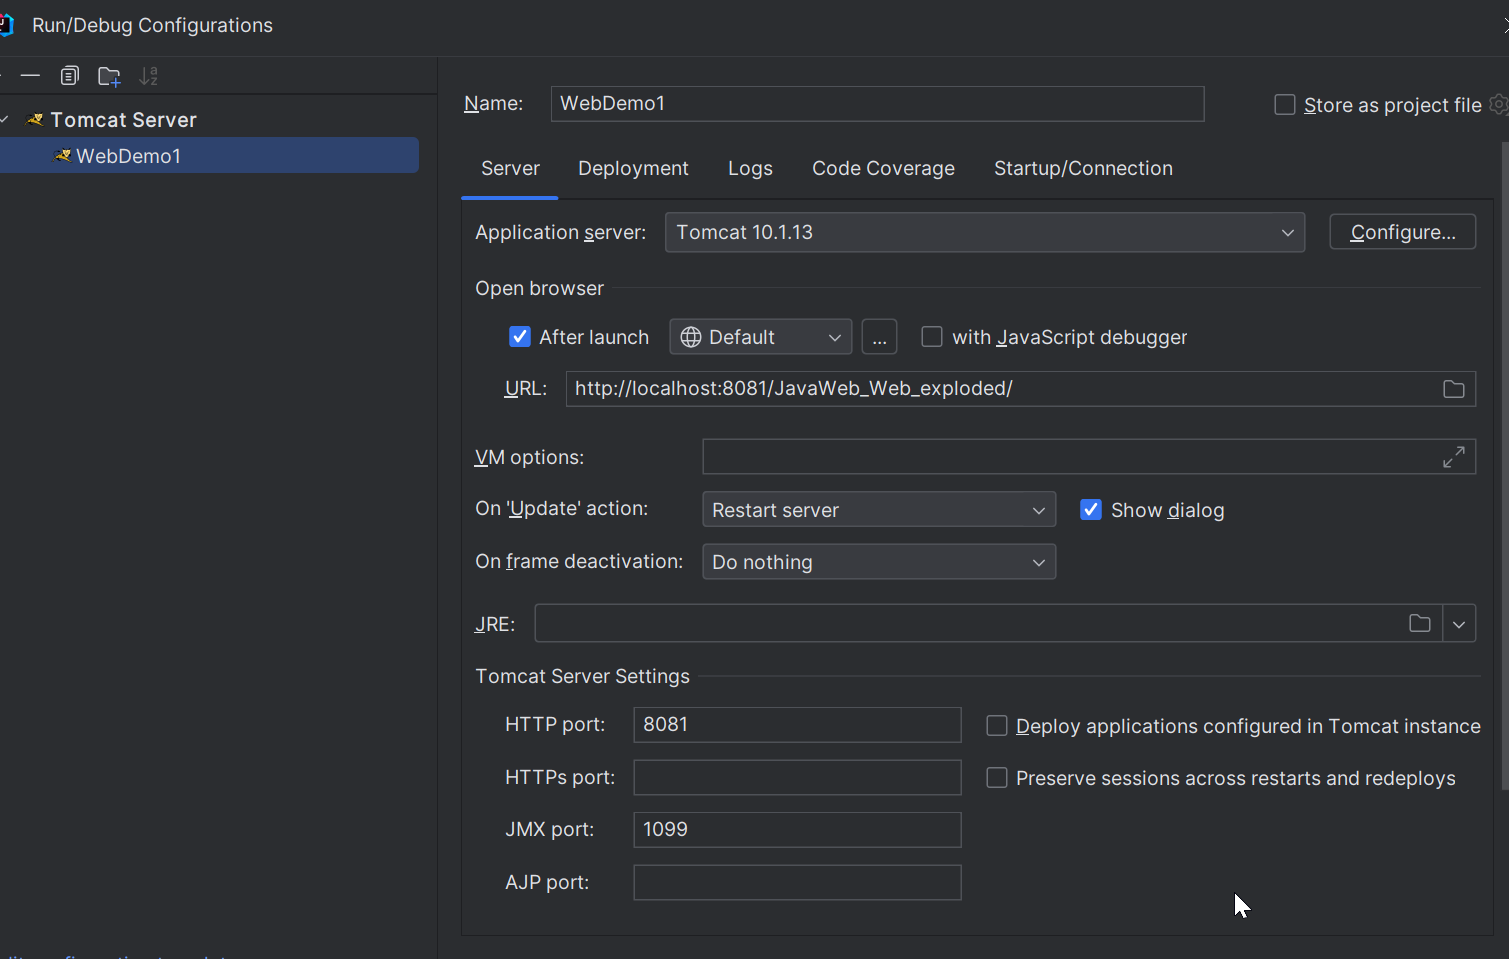 Run/Debug Configurations
Tomcat Server
WebDemo1
Name: WebDemo1 Store as project file
Server Deployment Logs Code Coverage Startup/Connection
Application server: Tomcat 10.1.13 Configure...
Open browser
After launch Default ... with JavaScript debugger
URL: http://localhost:8081/JavaWeb_Web_exploded/
VM options:
On 'Update' action: Restart server Show dialog
On frame deactivation: Do nothing
JRE:
Tomcat Server Settings
HTTP port: 8081 Deploy applications configured in Tomcat instance
HTTPs port: Preserve sessions across restarts and redeploys
JMX port: 1099
AJP port: